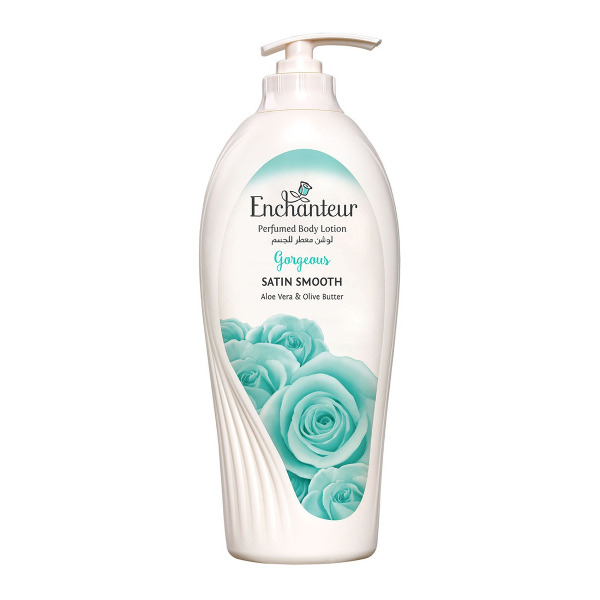 Enchanteur
Perfumed Body Lotion
لوشن معطر للجسم
Gorgeous
SATIN SMOOTH
Aloe Vera & Olive Butter